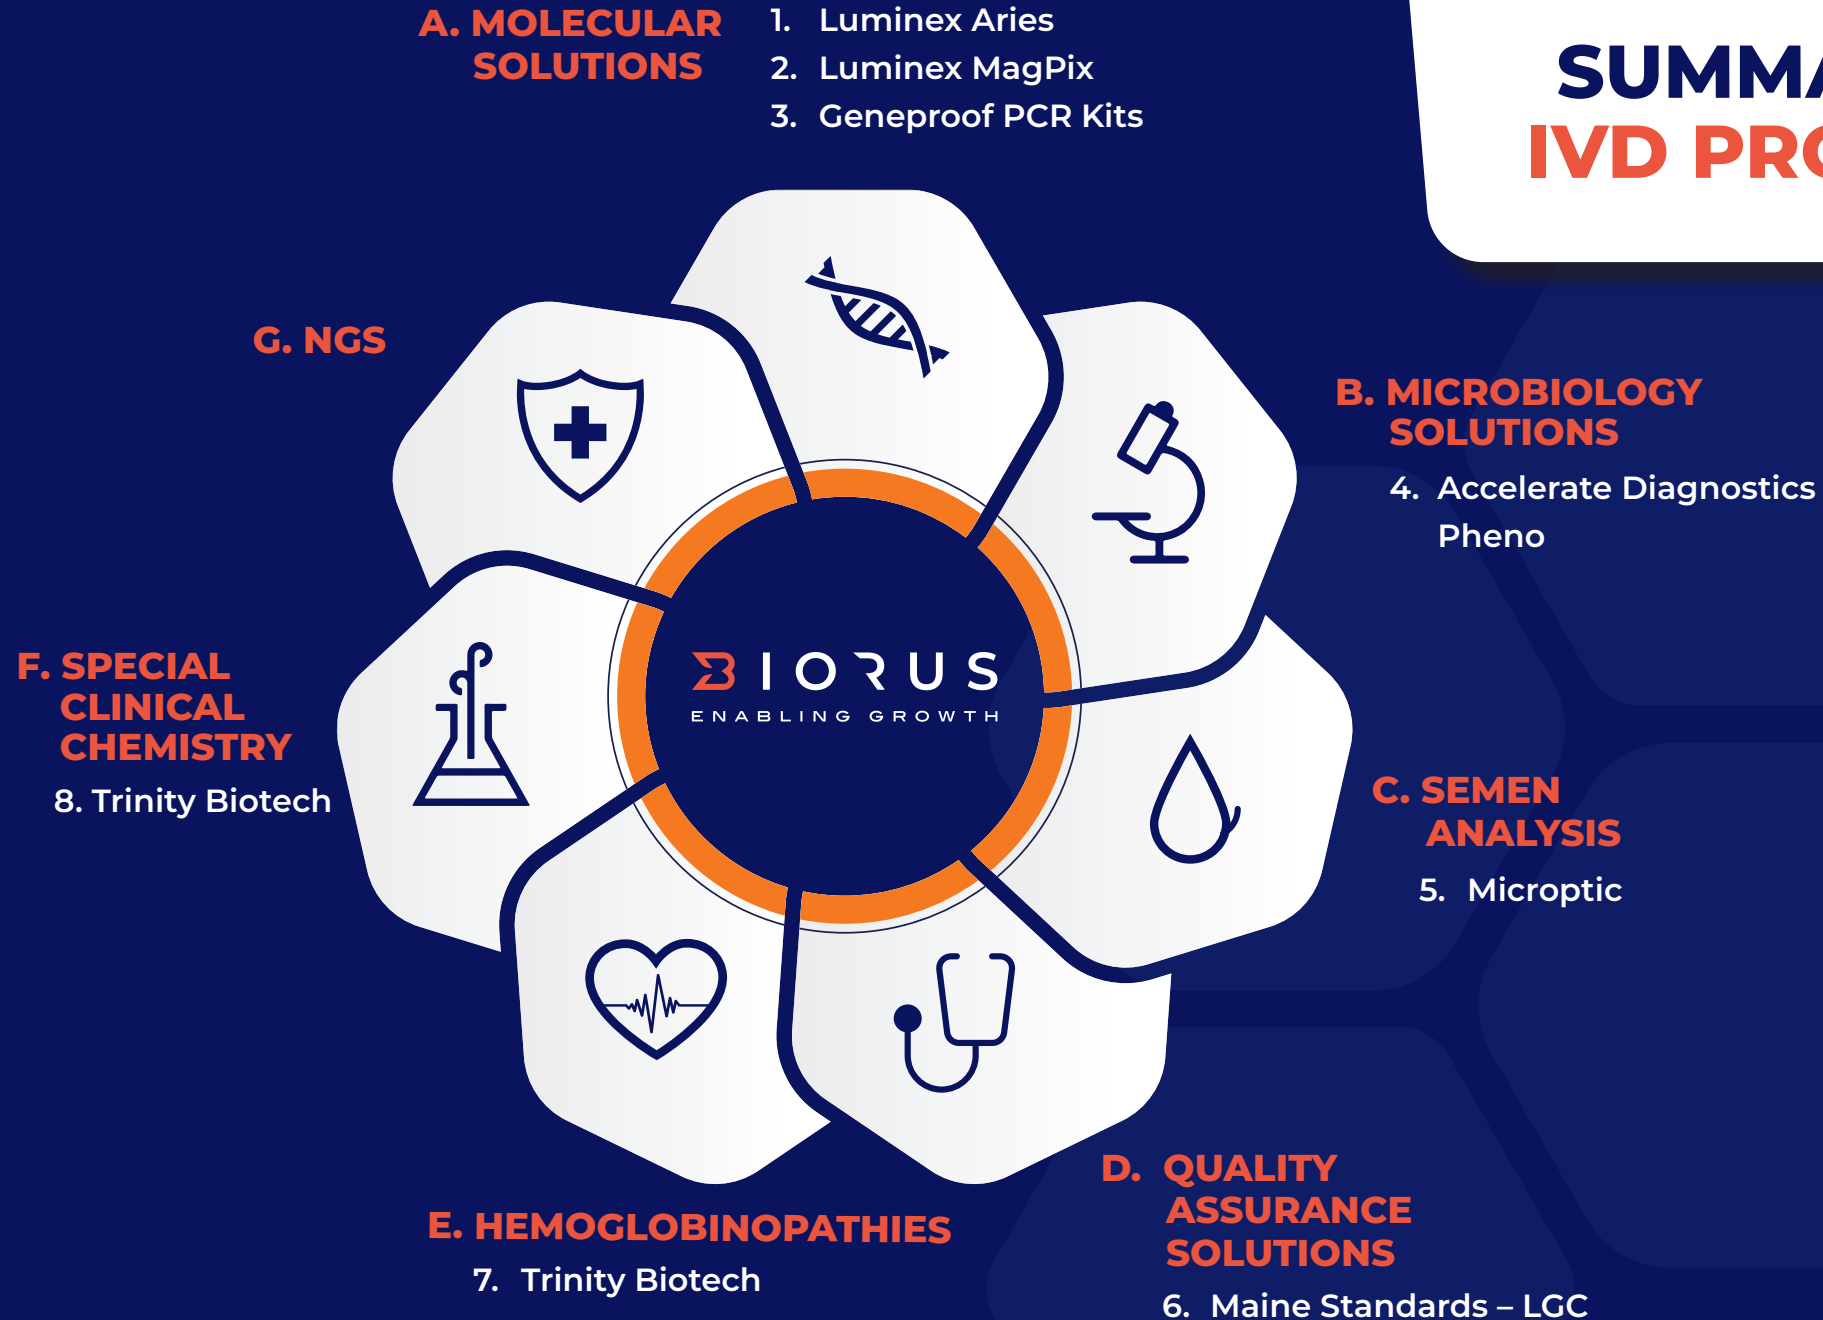 A. MOLECULAR
SOLUTIONS
1. Luminex Aries
2. Luminex MagPix
3. Geneproof PCR Kits
SUMMA
IVD PRO
G. NGS
B. MICROBIOLOGY
SOLUTIONS
4. Accelerate Diagnostics
Pheno
BIORUS
ENABLING GROWTH
F. SPECIAL
CLINICAL
CHEMISTRY
8. Trinity Biotech
C. SEMEN
ANALYSIS
5. Microptic
D. QUALITY
ASSURANCE
SOLUTIONS
6. Maine Standards – LGC
E. HEMOGLOBINOPATHIES
7. Trinity Biotech